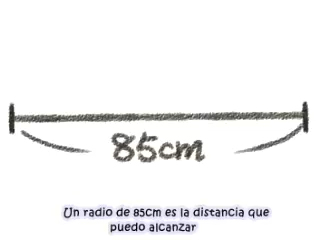 85cm
Un radio de 85cm es la distancia que
puedo alcanzar